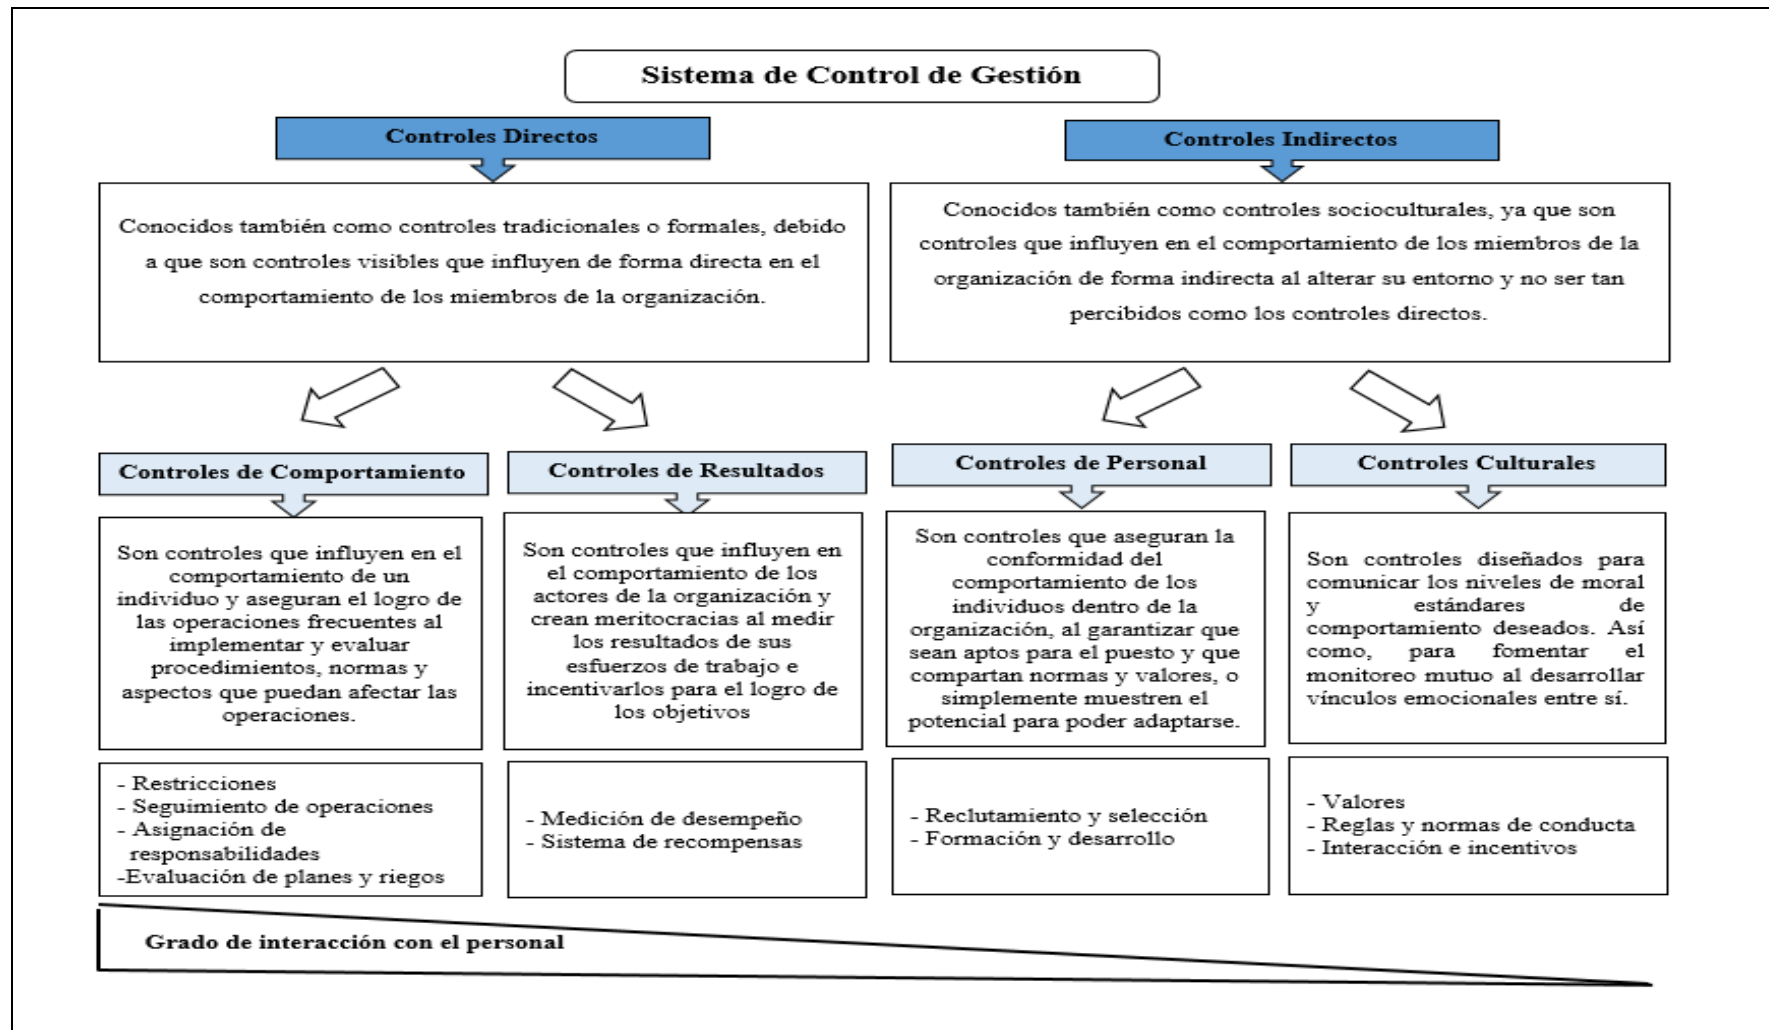 Sistema de Control de Gestión
Controles Directos
Conocidos también como controles tradicionales o formales, debido
a que son controles visibles que influyen de forma directa en el
comportamiento de los miembros de la organización.
Controles Indirectos
Conocidos también como controles socioculturales, ya que son
controles que influyen en el comportamiento de los miembros de la
organización de forma indirecta al alterar su entorno y no ser tan
percibidos como los controles directos.
Controles de Comportamiento
Son controles que influyen en el
comportamiento de un
individuo y aseguran el logro de
las operaciones frecuentes al
implementar y evaluar
procedimientos, normas y
aspectos que puedan afectar las
operaciones.
- Restricciones
- Seguimiento de operaciones
- Asignación de
responsabilidades
-Evaluación de planes y riegos
Controles de Resultados
Son controles que influyen en
el comportamiento de los
actores de la organización y
crean meritocracias al medir
los resultados de sus
esfuerzos de trabajo e
incentivarlos para el logro de
los objetivos
- Medición de desempeño
- Sistema de recompensas
Controles de Personal
Son controles que aseguran la
conformidad del
comportamiento de los
individuos dentro de la
organización, al garantizar que
sean aptos para el puesto y que
compartan normas y valores, o
simplemente muestren el
potencial para poder adaptarse.
- Reclutamiento y selección
- Formación y desarrollo
Controles Culturales
Son controles diseñados para
comunicar los niveles de moral
y estándares de
comportamiento deseados. Así
como, para fomentar el
monitoreo mutuo al desarrollar
vínculos emocionales entre sí.
- Valores
- Reglas y normas de conducta
- Interacción e incentivos
Grado de interacción con el personal